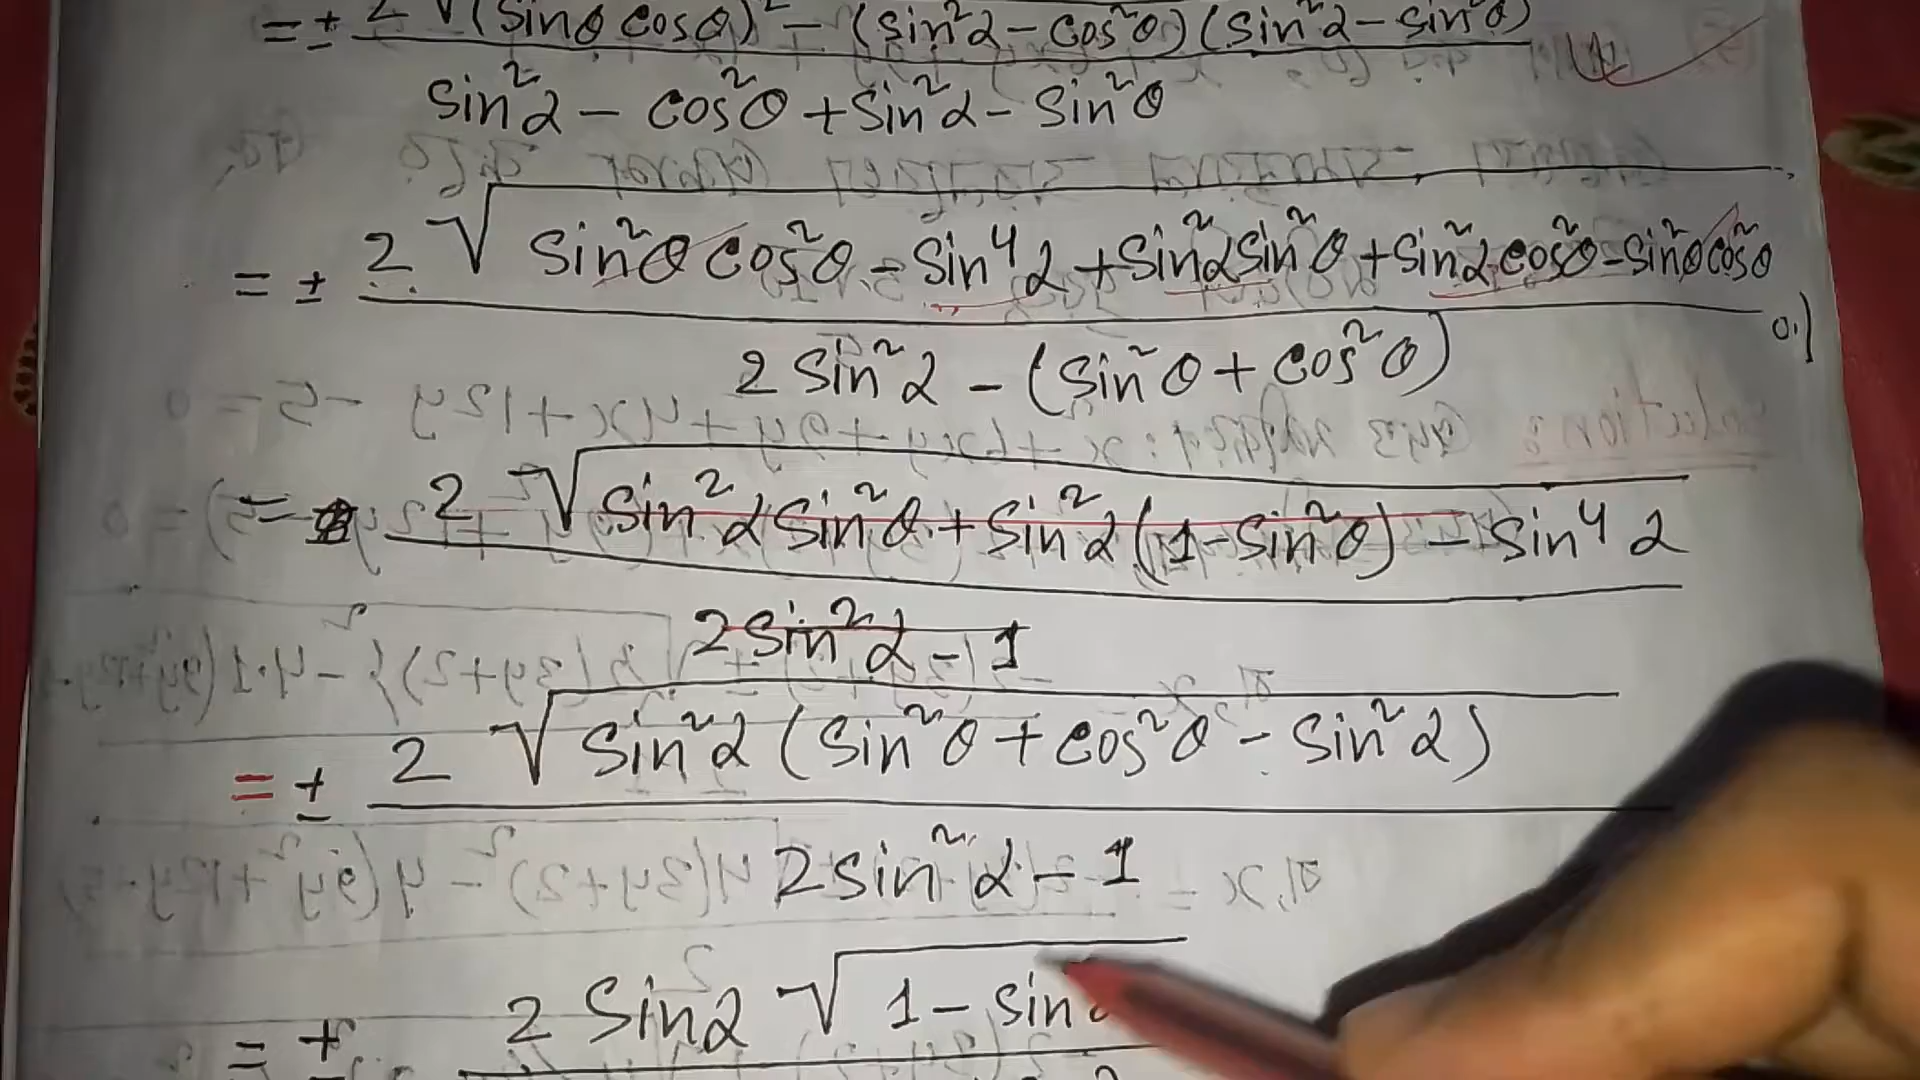 = ± 2 √(sinθ cosθ)² − (sin²α − cos²θ)(sin²α − sin²θ)
sin²α − cos²θ + sin²α − sin²θ
= ± 2 √ sin²θ cos²θ − sin⁴α + sin²α sin²θ + sin²α cos²θ − sin²θ cos²θ
2 sin²α − (sin²θ + cos²θ)
= 2 √ sin²α sin²θ + sin²α (1 − sin²θ) − sin⁴α
2 sin²α − 1
= ± 2 √ sin²α (sin²θ + cos²θ − sin²α)
2 sin²α − 1
= ± 2 sinα √ 1 − sin